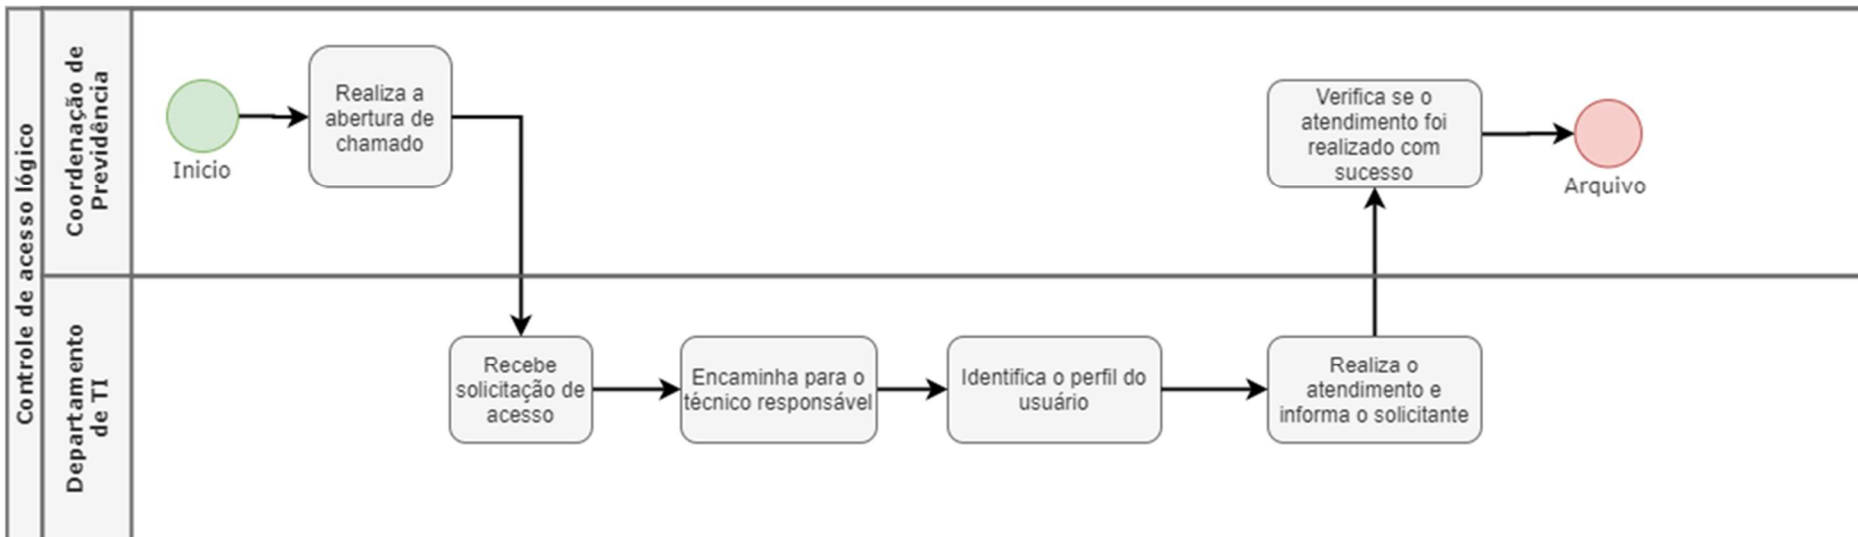 Controle de acesso lógico
Coordenação de
Previdência
Inicio
Realiza a
abertura de
chamado
Verifica se o
atendimento foi
realizado com
sucesso
Arquivo
Departamento
de TI
Recebe
solicitação de
acesso
Encaminha para o
técnico responsável
Identifica o perfil do
usuário
Realiza o
atendimento e
informa o solicitante